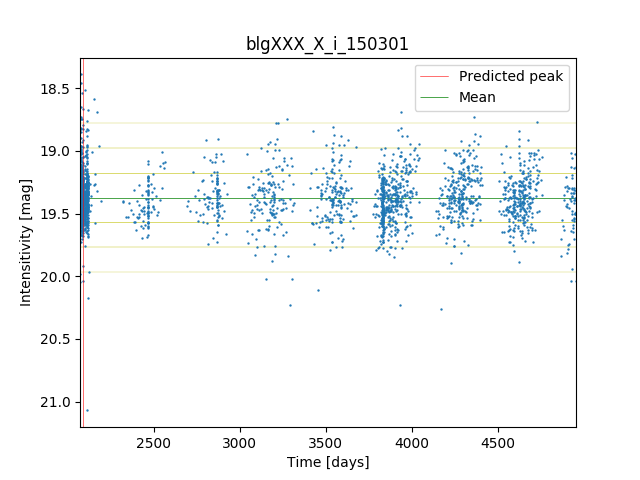 blgXXX_X_i_150301
Predicted peak
Mean
18.5
19.0
19.5
20.0
20.5
21.0
Intensitivity [mag]
2500 3000 3500 4000 4500
Time [days]